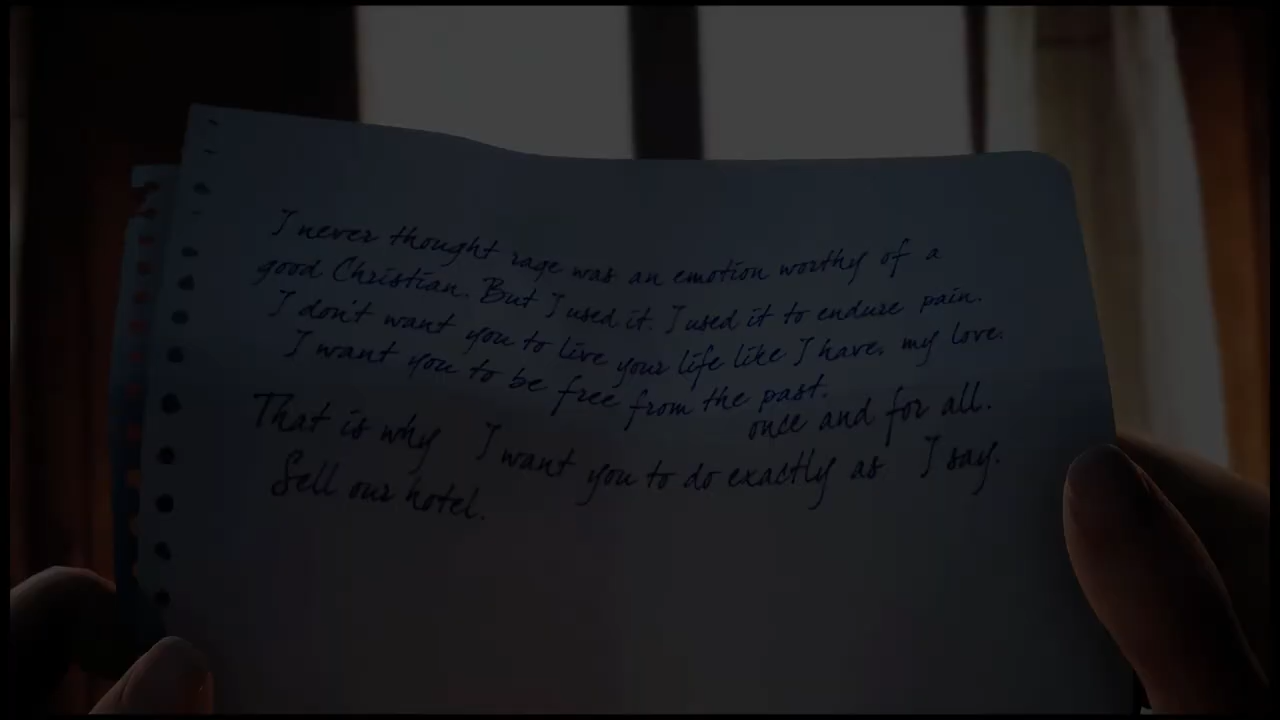 I never thought rage was an emotion worthy of a
good Christian. But I used it. I used it to endure pain.
I don't want you to live your life like I have. my love.
I want you to be free from the past.
once and for all.
That is why I want you to do exactly as I say.
Sell our hotel.